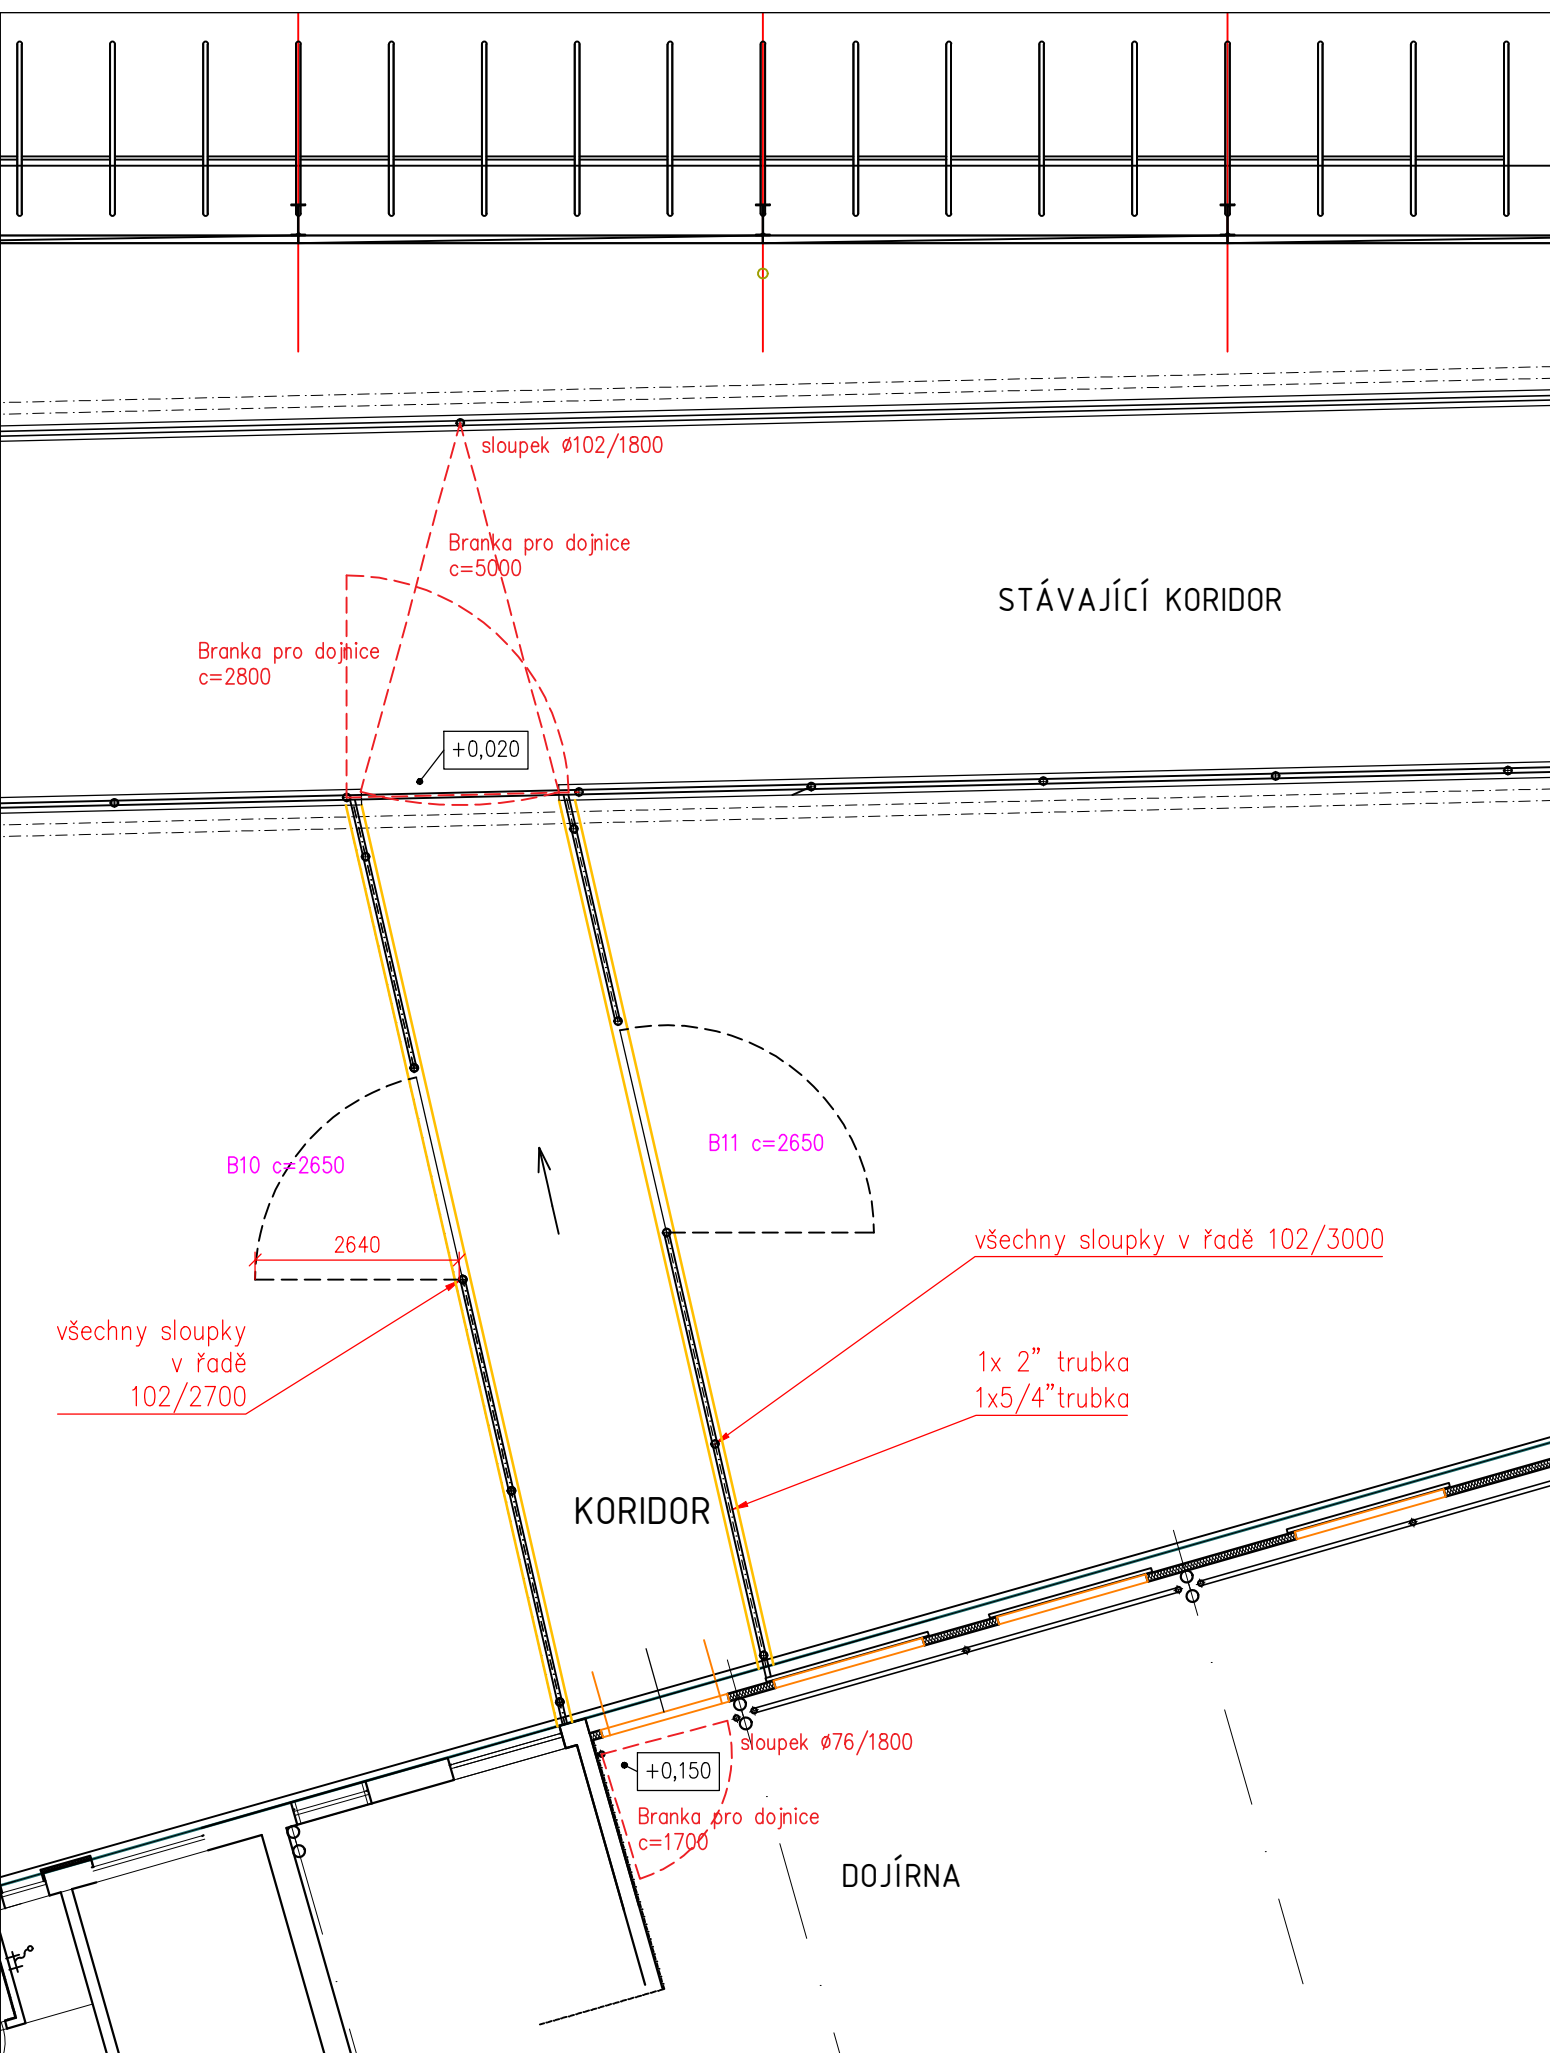 sloupek ø102/1800
Branka pro dojnice
c=5000
STÁVAJÍCÍ KORIDOR
Branka pro dojnice
c=2800
+0,020
B11 c=2650
B10 c=2650
2640
všechny sloupky v řadě 102/3000
všechny sloupky
v řadě
102/2700
1x 2” trubka
1x5/4”trubka
KORIDOR
sloupek ø76/1800
+0,150
Branka pro dojnice
c=1700
DOJÍRNA